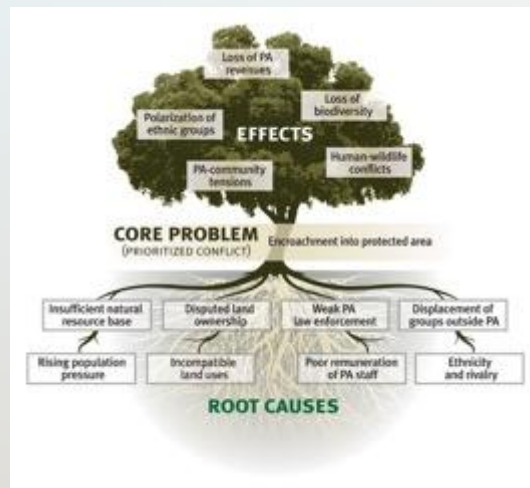 Loss of PA
revenues
Loss of
biodiversity
Polarization of
ethnic groups
EFFECTS
Human-wildlife
conflicts
PA-community
tensions
CORE PROBLEM
(PRIORITIZED CONFLICT)
Encroachment into protected area
Insufficient natural
resource base
Disputed land
ownership
Weak PA
law enforcement
Displacement of
groups outside PA
Rising population
pressure
Incompatible
land uses
Poor remuneration
of PA staff
Ethnicity
and rivalry
ROOT CAUSES